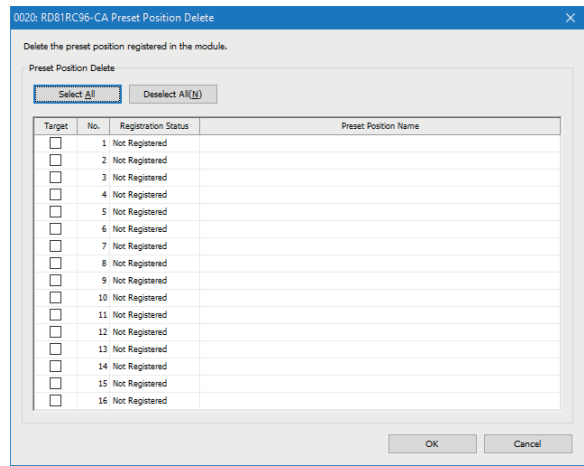 0020: RD81RC96-CA Preset Position Delete
Delete the preset position registered in the module.
Preset Position Delete
Select All Deselect All(N)
Target No. Registration Status Preset Position Name
1 Not Registered
2 Not Registered
3 Not Registered
4 Not Registered
5 Not Registered
6 Not Registered
7 Not Registered
8 Not Registered
9 Not Registered
10 Not Registered
11 Not Registered
12 Not Registered
13 Not Registered
14 Not Registered
15 Not Registered
16 Not Registered
OK Cancel